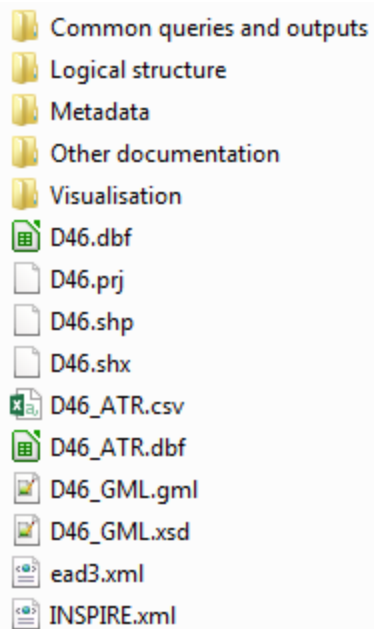 Common queries and outputs
Logical structure
Metadata
Other documentation
Visualisation
D46.dbf
D46.prj
D46.shp
D46.shx
D46_ATR.csv
D46_ATR.dbf
D46_GML.gml
D46_GML.xsd
ead3.xml
INSPIRE.xml